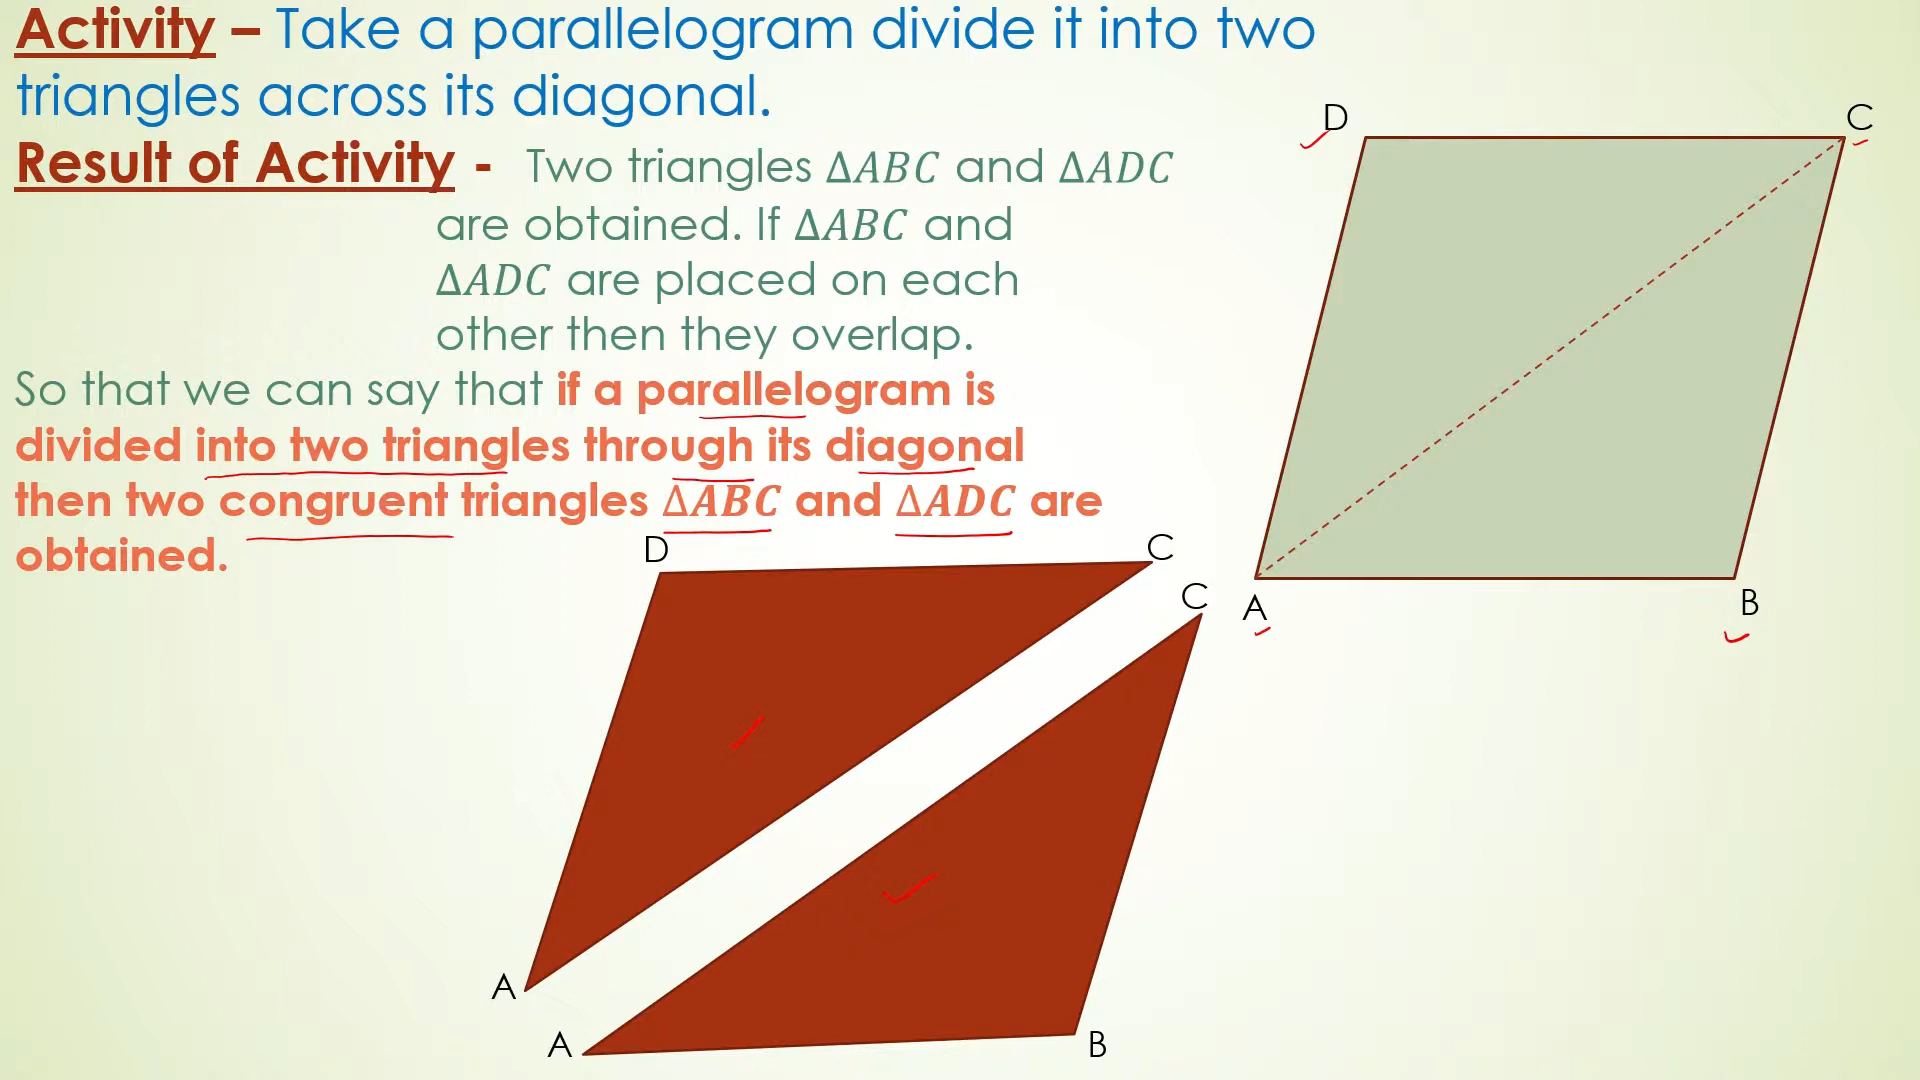 Activity – Take a parallelogram divide it into two
triangles across its diagonal.
Result of Activity - Two triangles ΔABC and ΔADC
are obtained. If ΔABC and
ΔADC are placed on each
other then they overlap.
So that we can say that if a parallelogram is
divided into two triangles through its diagonal
then two congruent triangles ΔABC and ΔADC are
obtained.
D C
A B
D C
A
C
A B